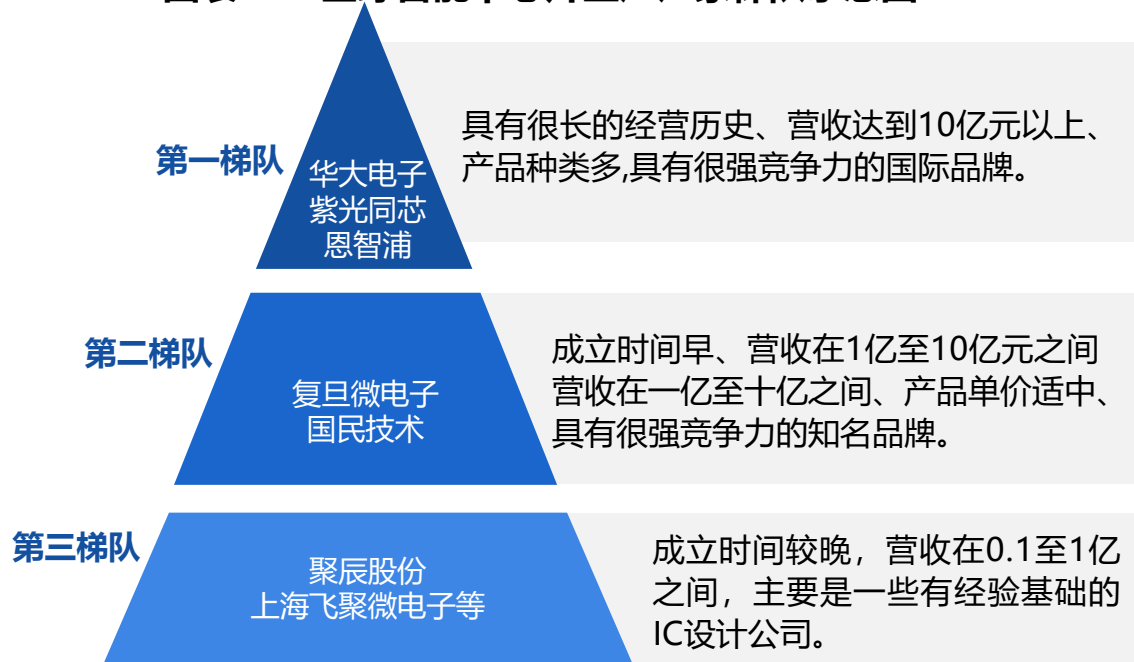 第一梯队
华大电子
紫光同芯
恩智浦
具有很长的经营历史、营收达到10亿元以上、
产品种类多,具有很强竞争力的国际品牌。
第二梯队
复旦微电子
国民技术
成立时间早、营收在1亿至10亿元之间
营收在一亿至十亿之间、产品单价适中、
具有很强竞争力的知名品牌。
第三梯队
聚辰股份
上海飞聚微电子等
成立时间较晚，营收在0.1至1亿
之间，主要是一些有经验基础的
IC设计公司。